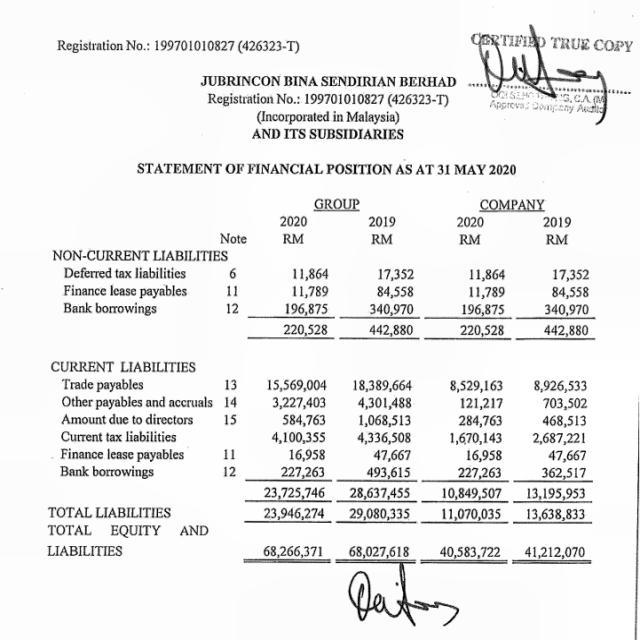 Registration No.: 199701010827 (426323-T)
CERTIFIED TRUE COPY
Approved Company Auditor
JUBRINCON BINA SENDIRIAN BERHAD
Registration No.: 199701010827 (426323-T)
(Incorporated in Malaysia)
AND ITS SUBSIDIARIES
STATEMENT OF FINANCIAL POSITION AS AT 31 MAY 2020
GROUP COMPANY
2020 2019 2020 2019
Note RM RM RM RM
NON-CURRENT LIABILITIES
Deferred tax liabilities 6 11,864 17,352 11,864 17,352
Finance lease payables 11 11,789 84,558 11,789 84,558
Bank borrowings 12 196,875 340,970 196,875 340,970
220,528 442,880 220,528 442,880
CURRENT LIABILITIES
Trade payables 13 15,569,004 18,389,664 8,529,163 8,926,533
Other payables and accruals 14 3,227,403 4,301,488 121,217 703,502
Amount due to directors 15 584,763 1,068,513 284,763 468,513
Current tax liabilities 4,100,355 4,336,508 1,670,143 2,687,221
Finance lease payables 11 16,958 47,667 16,958 47,667
Bank borrowings 12 227,263 493,615 227,263 362,517
23,725,746 28,637,455 10,849,507 13,195,953
TOTAL LIABILITIES 23,946,274 29,080,335 11,070,035 13,638,833
TOTAL EQUITY AND
LIABILITIES 68,266,371 68,027,618 40,583,722 41,212,070